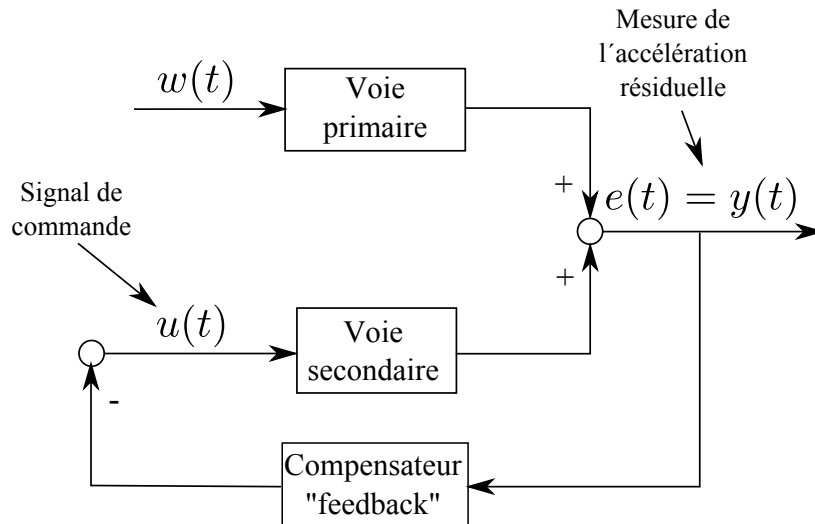 Mesure de
l´accélération
résiduelle
w(t)
Voie
primaire
+
e(t) = y(t)
Signal de
commande
+
u(t)
Voie
secondaire
-
Compensateur
"feedback"